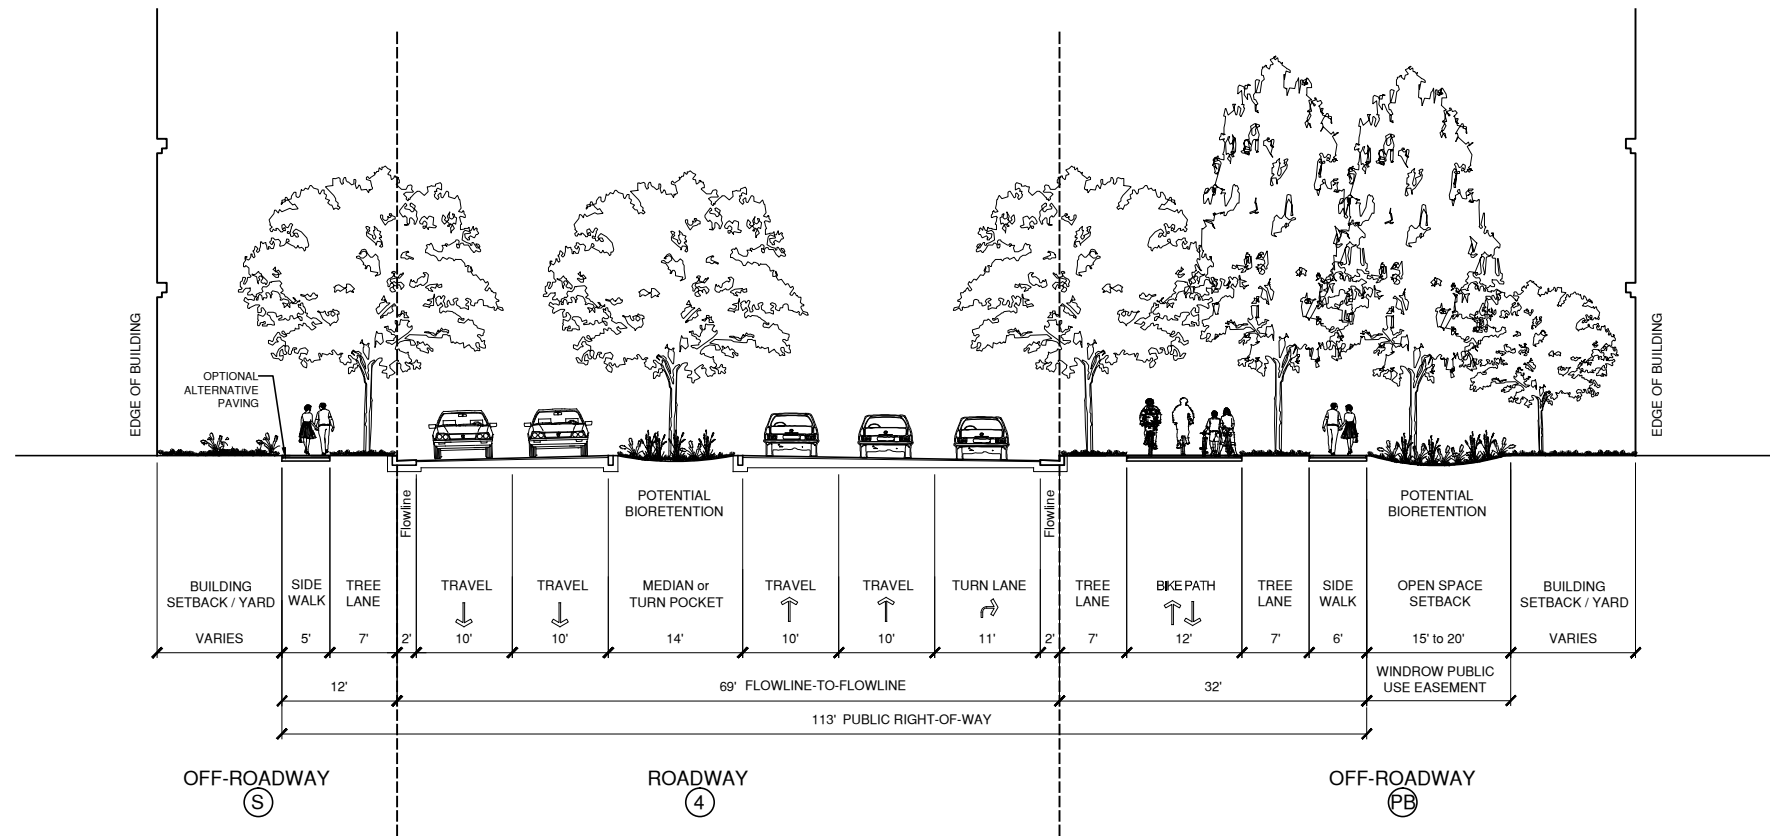 EDGE OF BUILDING
OPTIONAL
ALTERNATIVE
PAVING
EDGE OF BUILDING
Flowline
POTENTIAL
BIORETENTION
Flowline
POTENTIAL
BIORETENTION
BUILDING
SETBACK / YARD
SIDE
WALK
TREE
LANE
TRAVEL
TRAVEL
MEDIAN or
TURN POCKET
TRAVEL
TRAVEL
TURN LANE
TREE
LANE
BIKE PATH
TREE
LANE
SIDE
WALK
OPEN SPACE
SETBACK
BUILDING
SETBACK / YARD
VARIES
5'
7'
2'
10'
10'
14'
10'
10'
11'
2'
7'
12'
7'
6'
15' to 20'
VARIES
12'
69' FLOWLINE-TO-FLOWLINE
32'
WINDROW PUBLIC
USE EASEMENT
113' PUBLIC RIGHT-OF-WAY
OFF-ROADWAY
S
ROADWAY
4
OFF-ROADWAY
PB